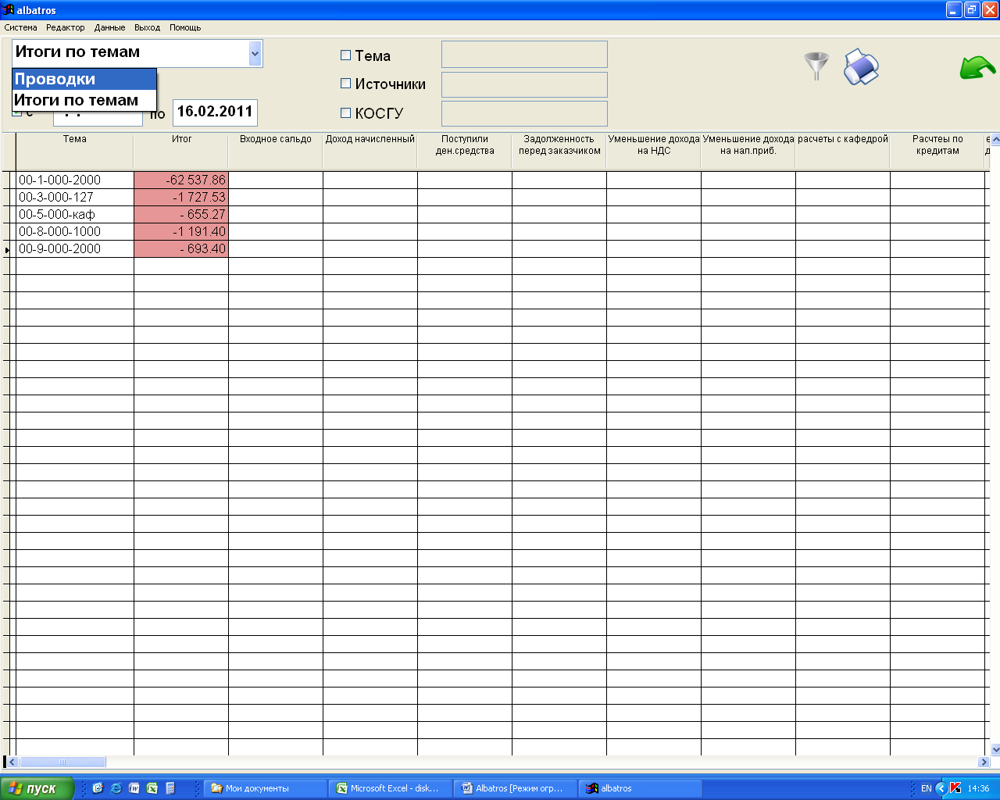 albatros
Система Редактор Данные Выход Помощь
Итоги по темам
Проводки
Итоги по темам
с . . по 16.02.2011
Тема
Источники
КОСГУ
Тема Итог Входное сальдо Доход начисленный Поступили ден.средства Задолженность перед заказчиком Уменьшение дохода на НДС Уменьшение дохода на нал.приб. расчеты с кафедрой Расчтеы по кредитам
00-1-000-2000 -62 537.86
00-3-000-127 -1 727.53
00-5-000-каф - 655.27
00-8-000-1000 -1 191.40
00-9-000-2000 - 693.40
пуск Мои документы Microsoft Excel - disk... Albatros [Режим огр... albatros EN 14:36